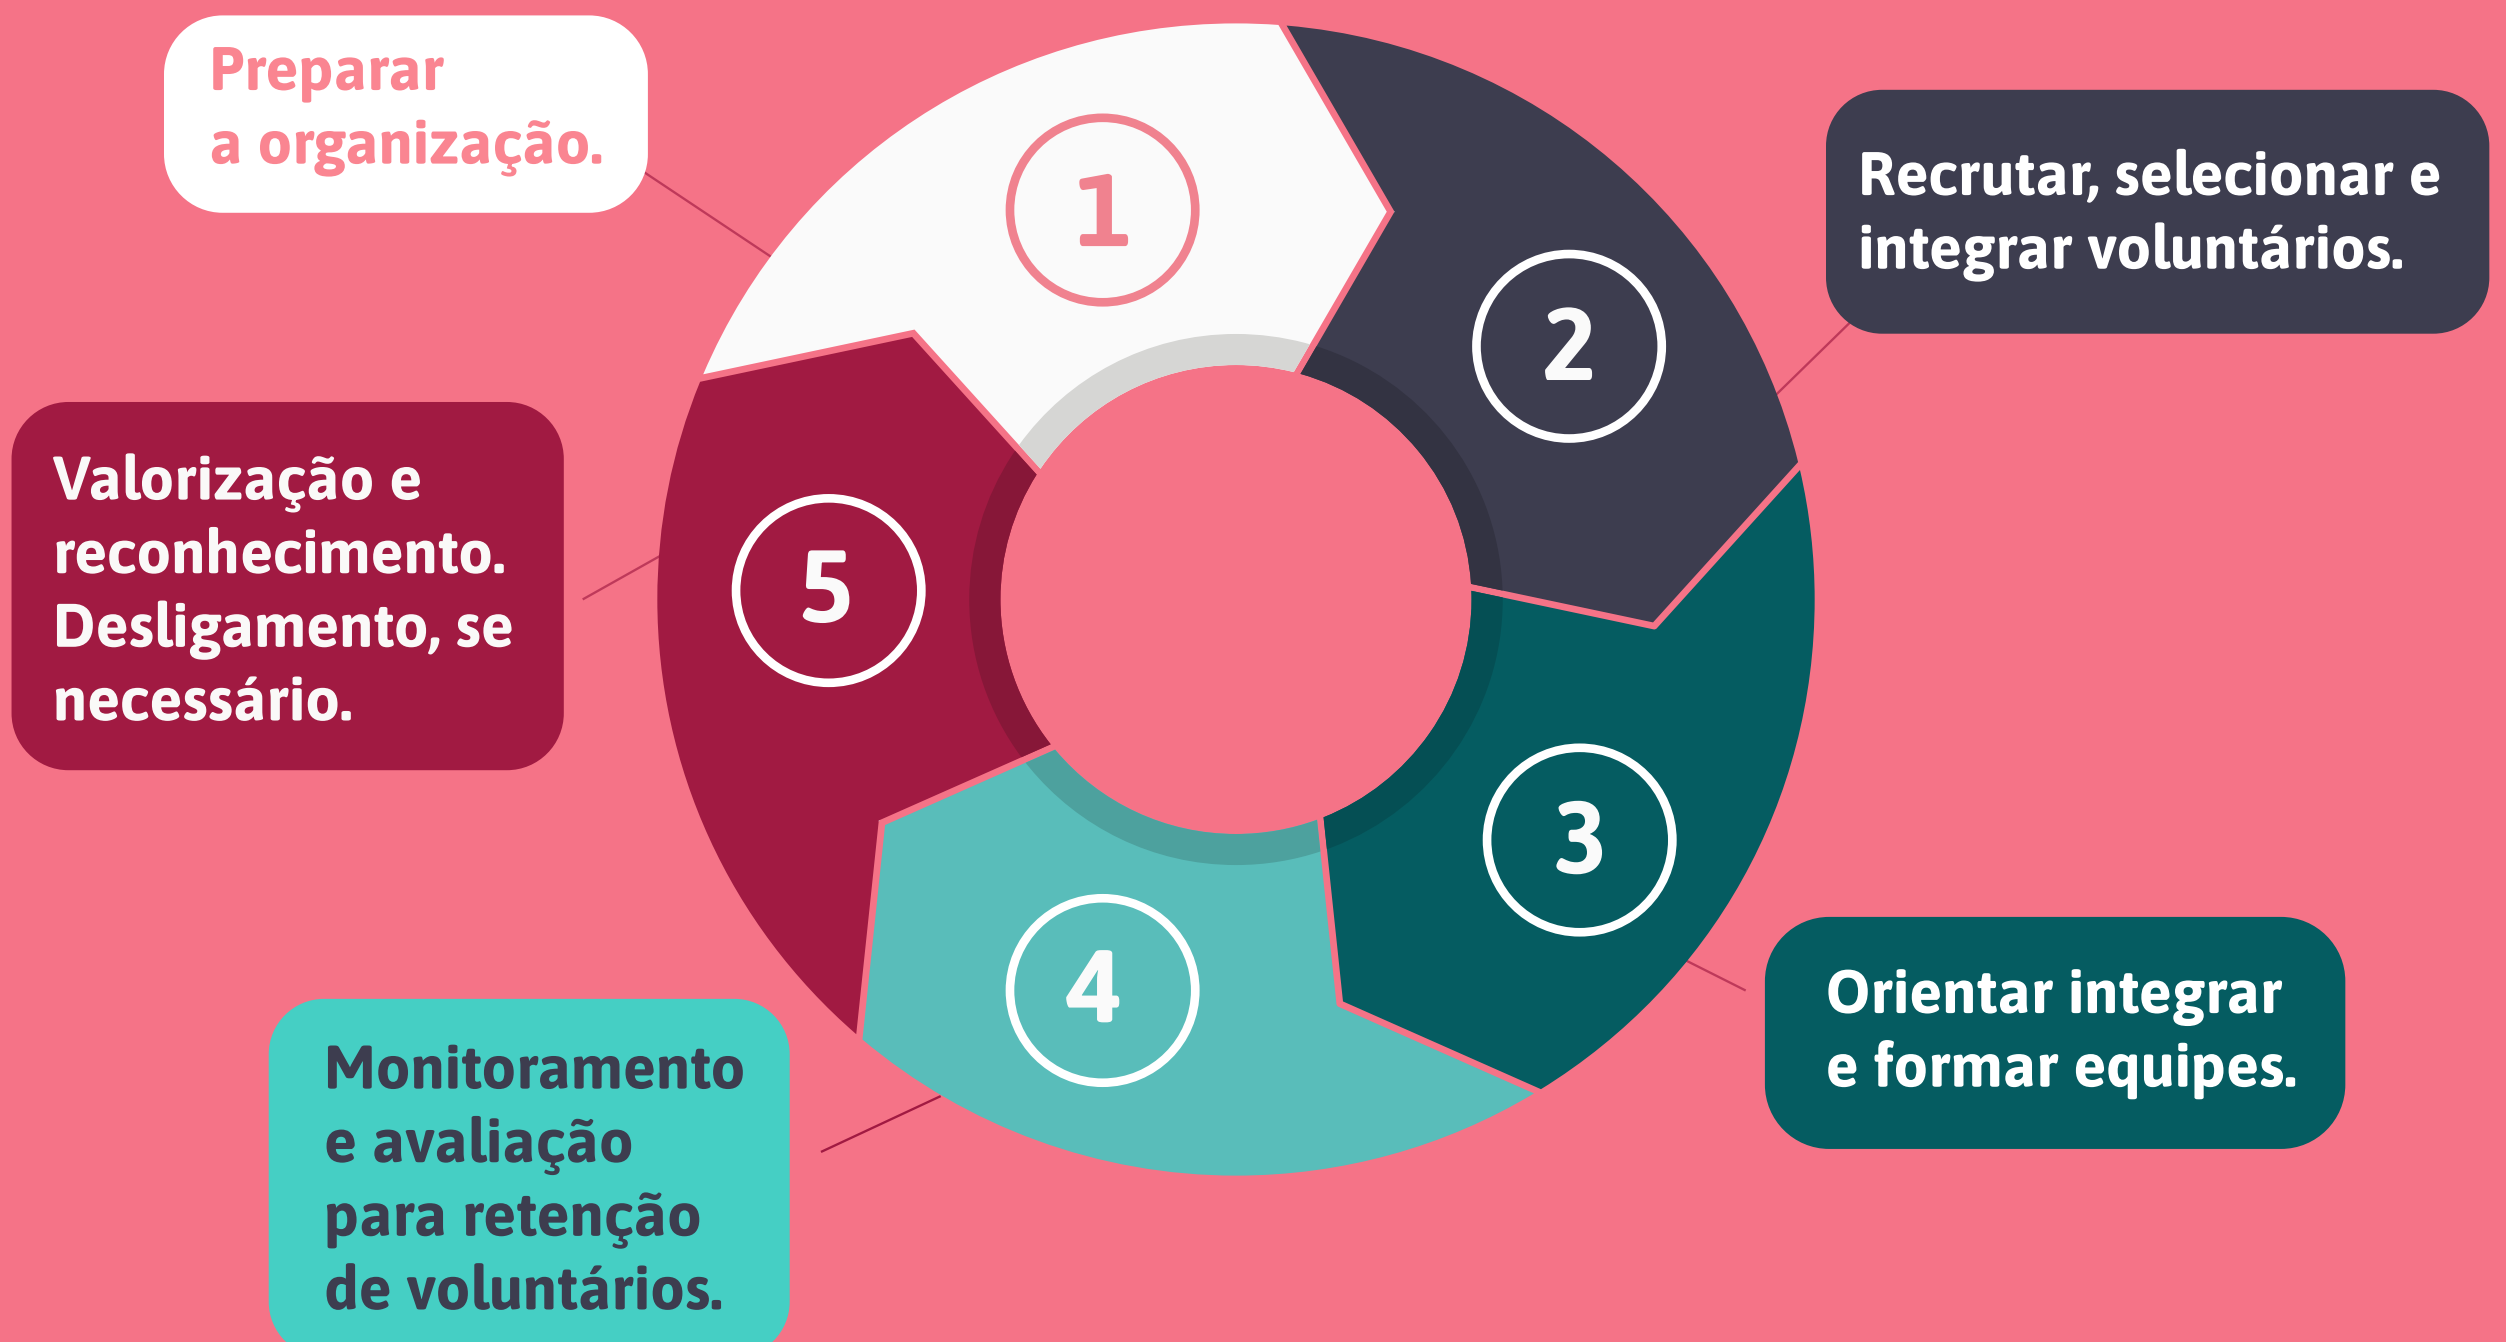 Preparar
a organização.
1
Recrutar, selecionar e
integrar voluntários.
2
Orientar integrar
e formar equipes.
3
Monitoramento
e avaliação
para retenção
de voluntários.
4
Valorização e
reconhecimento.
Desligamento, se
necessário.
5